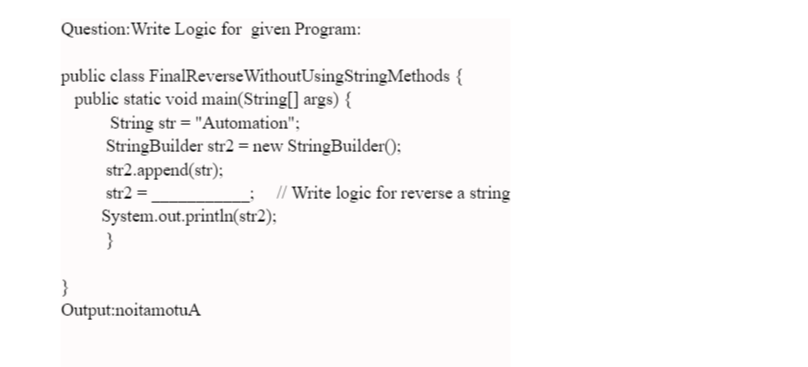 Question:Write Logic for given Program:
public class FinalReverseWithoutUsingStringMethods {
public static void main(String[] args) {
String str = "Automation";
StringBuilder str2 = new StringBuilder();
str2.append(str);
str2 = ___________; // Write logic for reverse a string
System.out.println(str2);
}
}
Output:noitamotuA